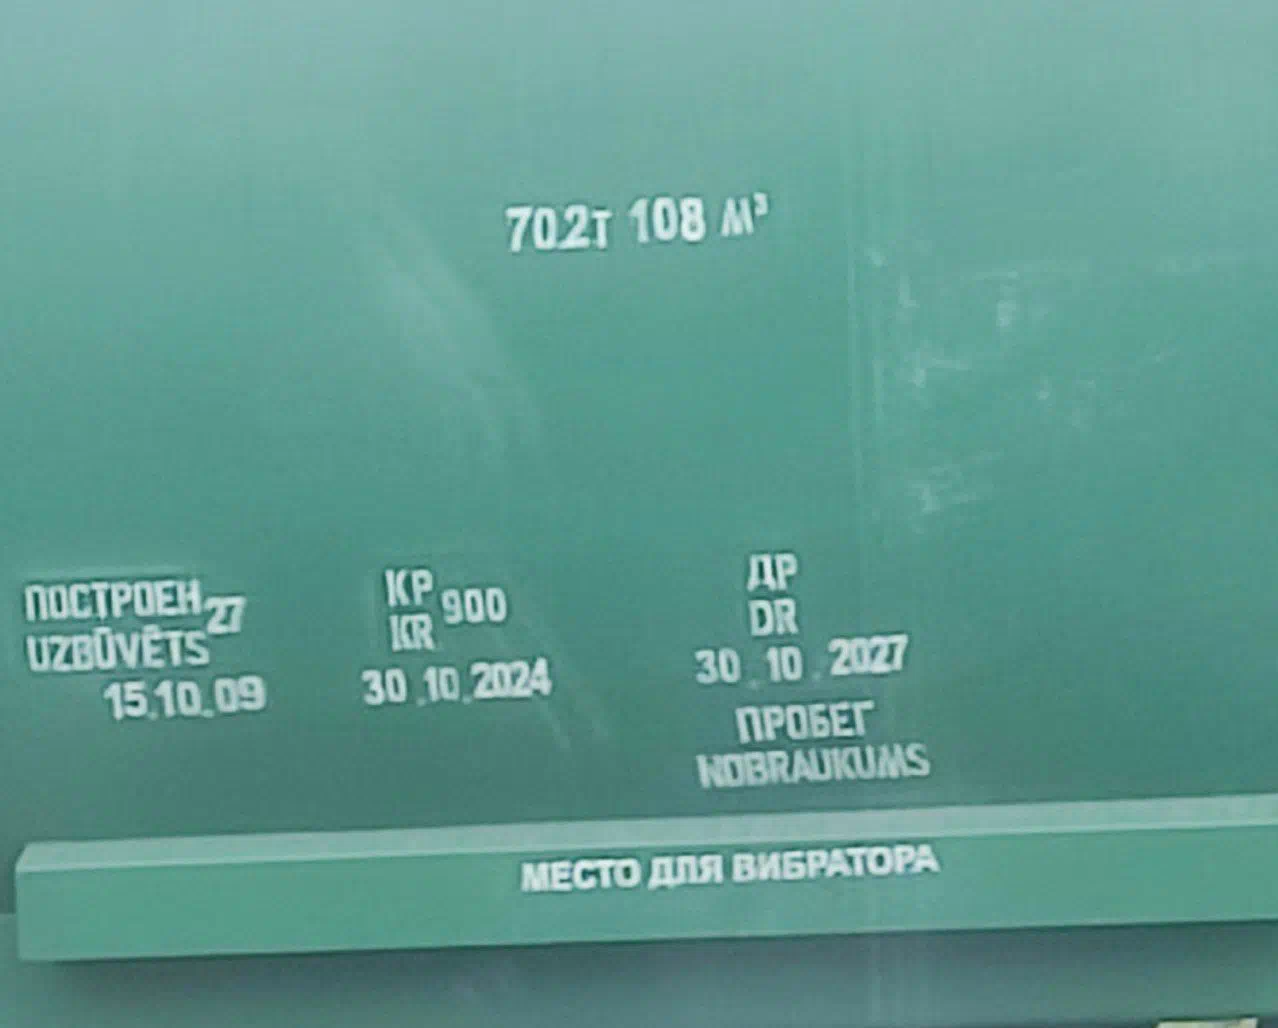 70.2т 108 м³
ПОСТРОЕН 27
UZBŪVĒTS
15.10.09
КР 900
KR
30.10.2024
ДР
DR
30.10.2027
ПРОБЕГ
NOBRAUKUMS
МЕСТО ДЛЯ ВИБРАТОРА